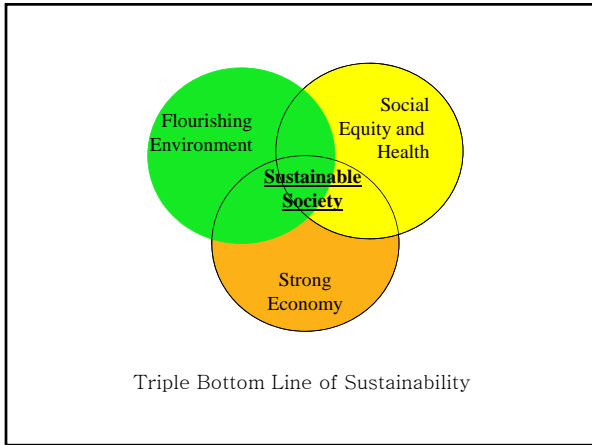 Flourishing
Environment
Social
Equity and
Health
Sustainable
Society
Strong
Economy
Triple Bottom Line of Sustainability